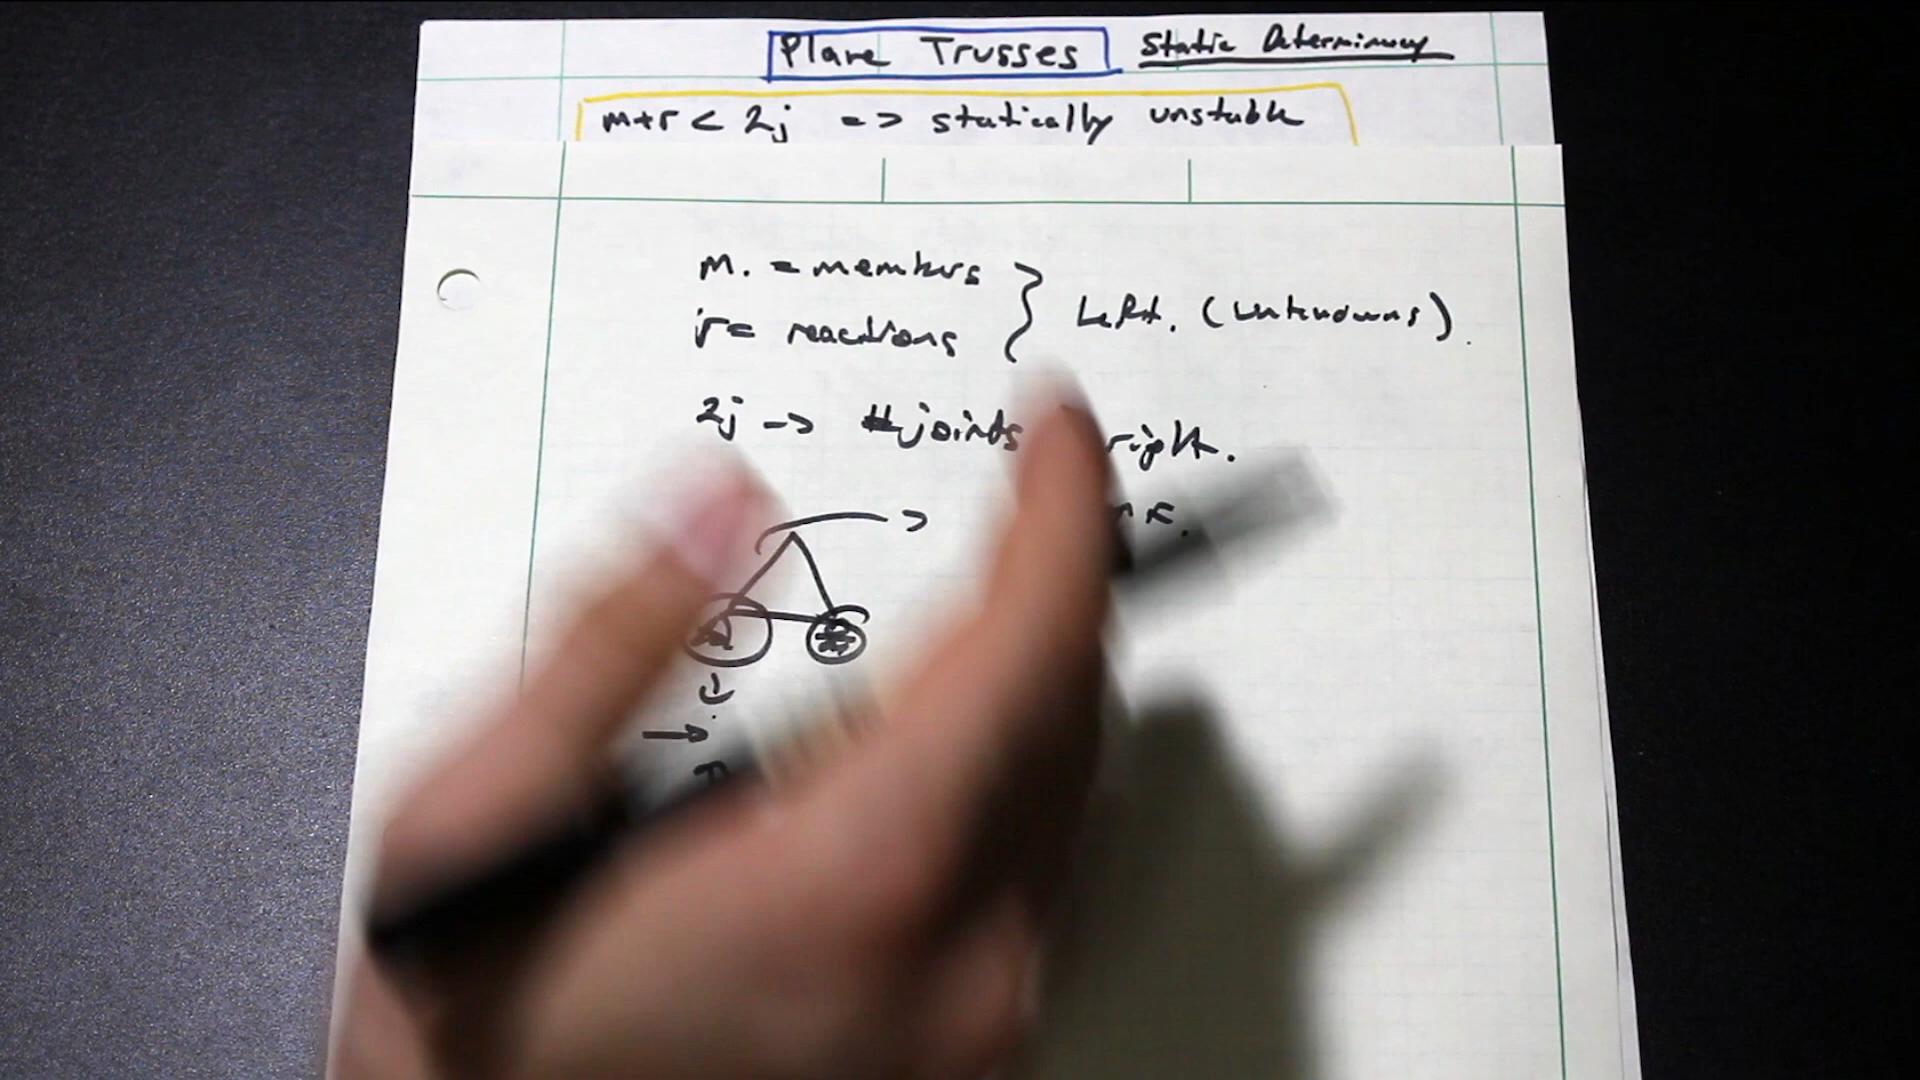 Plane Trusses Static Determinacy
m+r < 2j => statically unstable
m. = members
r = reactions
Left. (unknowns).
2j -> # joints right.